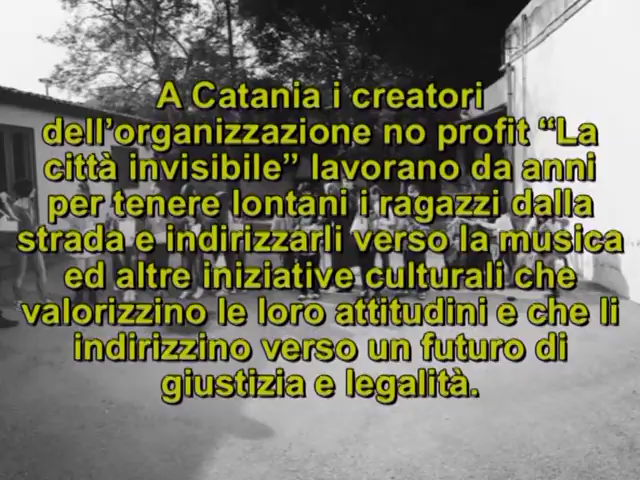 A Catania i creatori
dell'organizzazione no profit “La
città invisibile” lavorano da anni
per tenere lontani i ragazzi dalla
strada e indirizzarli verso la musica
ed altre iniziative culturali che
valorizzino le loro attitudini e che li
indirizzino verso un futuro di
giustizia e legalità.